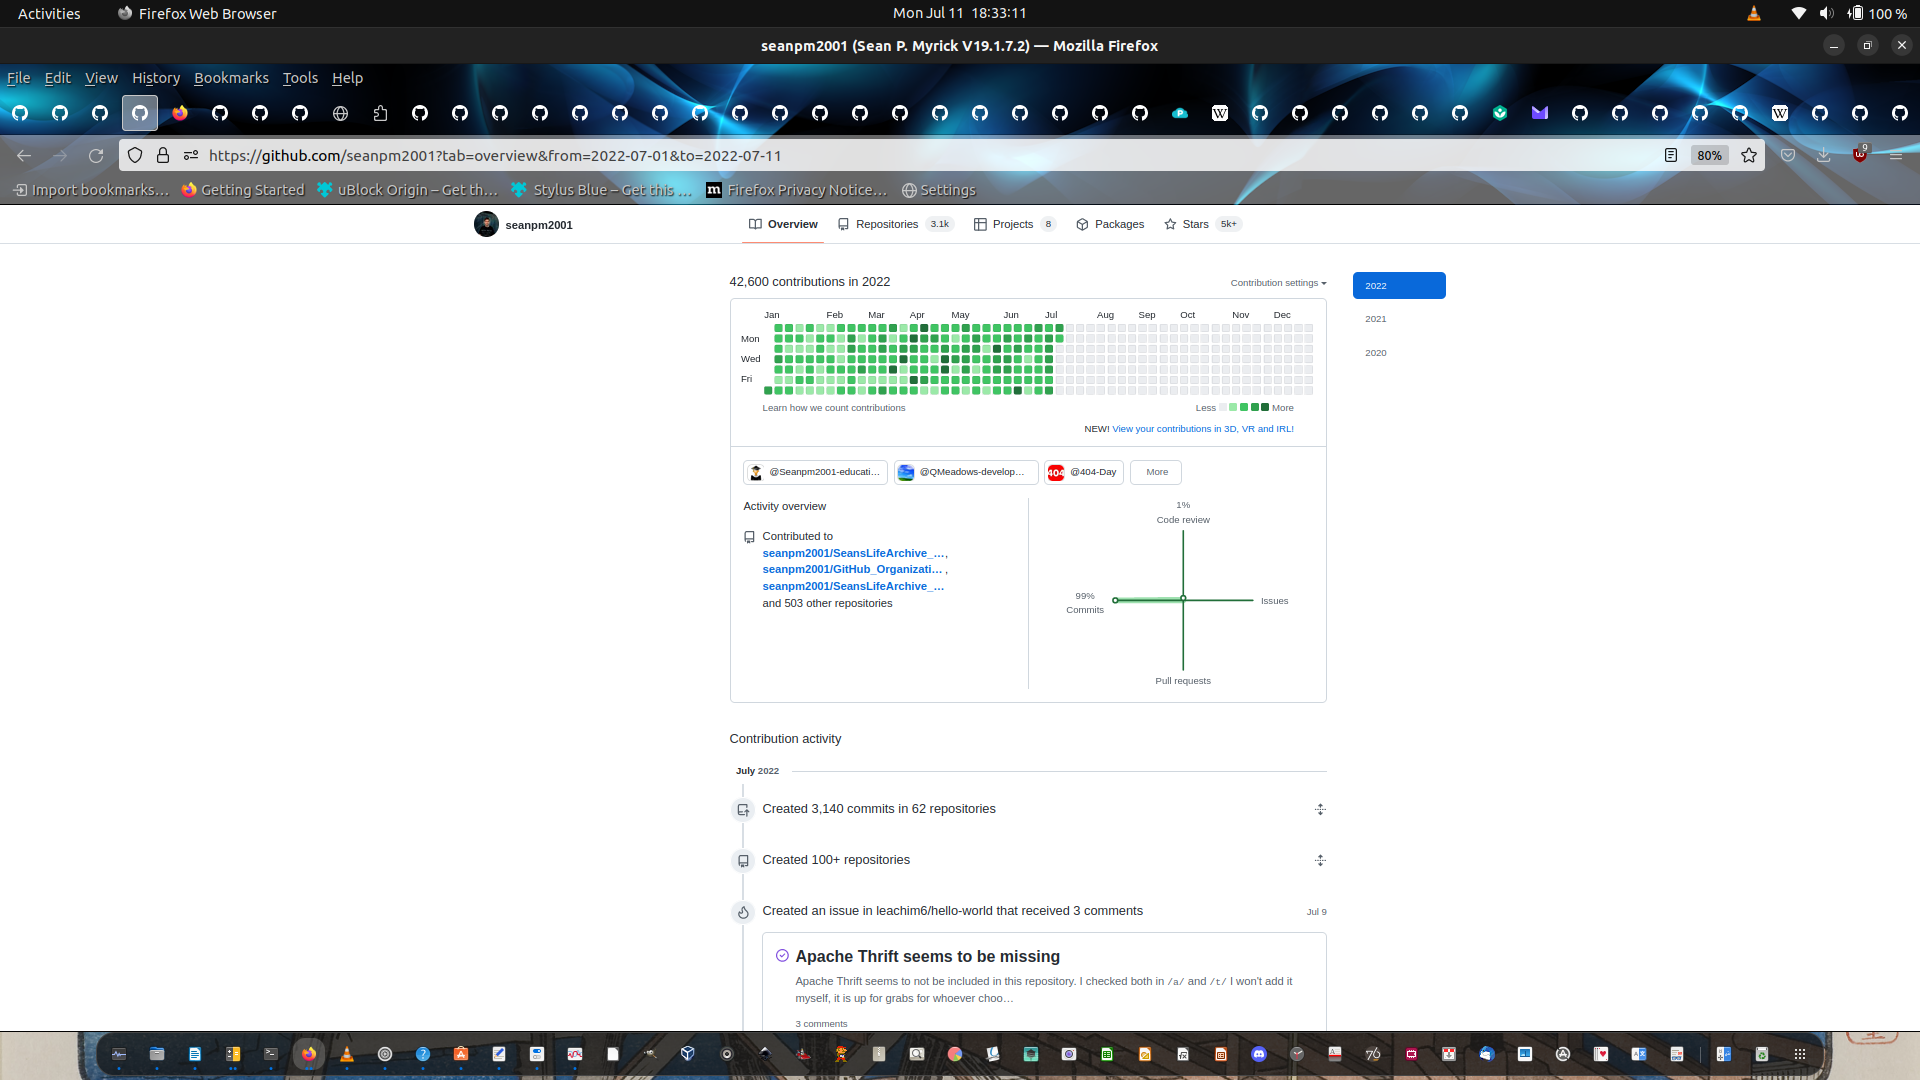 Activities
Firefox Web Browser
Mon Jul 11 18:33:11
100 %
seanpm2001 (Sean P. Myrick V19.1.7.2) — Mozilla Firefox
File Edit View History Bookmarks Tools Help
https://github.com/seanpm2001?tab=overview&from=2022-07-01&to=2022-07-11
80%
9
Import bookmarks…
Getting Started
uBlock Origin – Get th…
Stylus Blue – Get this …
Firefox Privacy Notice…
Settings
seanpm2001
Overview
Repositories 3.1k
Projects 8
Packages
Stars 5k+
42,600 contributions in 2022
Contribution settings
2022
2021
2020
Jan Feb Mar Apr May Jun Jul Aug Sep Oct Nov Dec
Mon
Wed
Fri
Learn how we count contributions
Less More
NEW! View your contributions in 3D, VR and IRL!
@Seanpm2001-educati…
@QMeadows-develop…
404 @404-Day
More
Activity overview
Contributed to
seanpm2001/SeansLifeArchive_… ,
seanpm2001/GitHub_Organizati… ,
seanpm2001/SeansLifeArchive_…
and 503 other repositories
1%
Code review
99%
Commits
Issues
Pull requests
Contribution activity
July 2022
Created 3,140 commits in 62 repositories
Created 100+ repositories
Created an issue in leachim6/hello-world that received 3 comments
Jul 9
Apache Thrift seems to be missing
Apache Thrift seems to not be included in this repository. I checked both in /a/ and /t/ I won't add it
myself, it is up for grabs for whoever choo…
3 comments